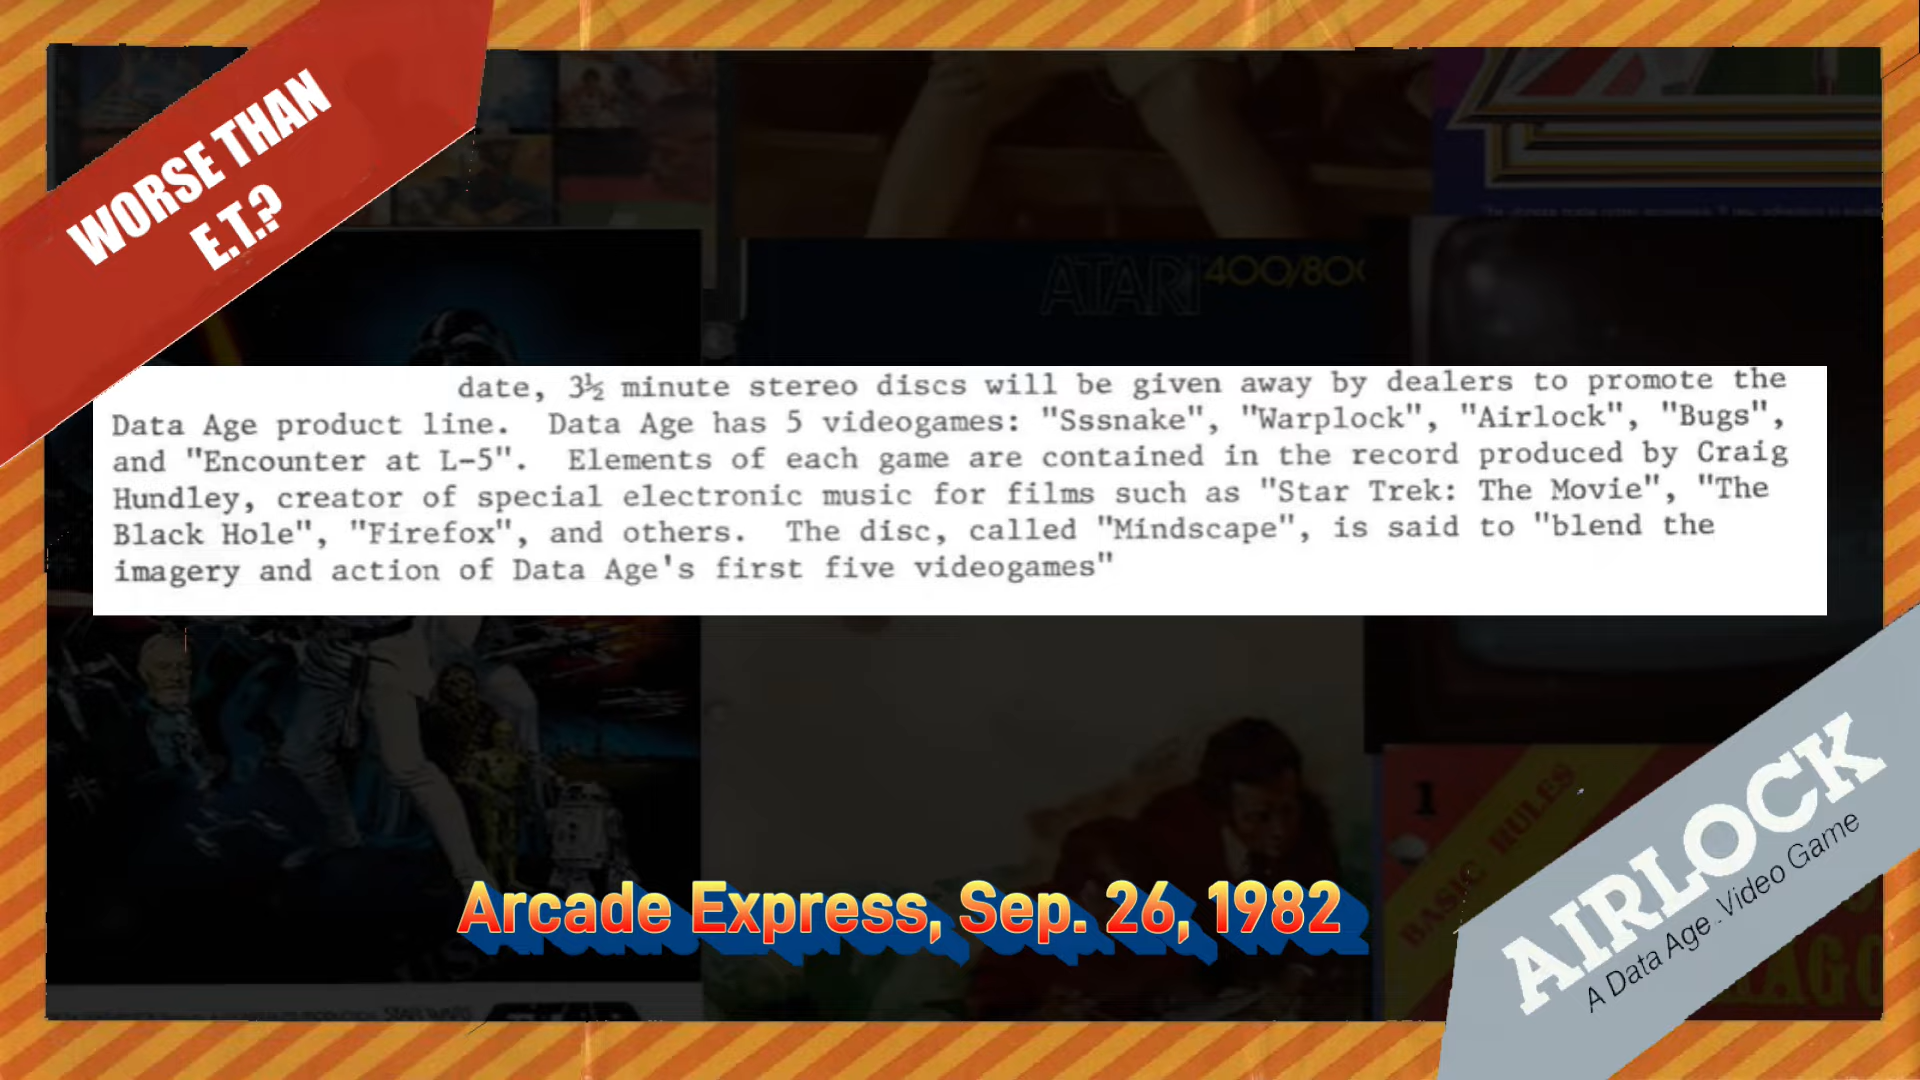 WORSE THAN
E.T.?
ATARI 400/80
date, 3½ minute stereo discs will be given away by dealers to promote the
Data Age product line. Data Age has 5 videogames: "Sssnake", "Warplock", "Airlock", "Bugs",
and "Encounter at L-5". Elements of each game are contained in the record produced by Craig
Hundley, creator of special electronic music for films such as "Star Trek: The Movie", "The
Black Hole", "Firefox", and others. The disc, called "Mindscape", is said to "blend the
imagery and action of Data Age's first five videogames"
1
BASIC RULES
Arcade Express, Sep. 26, 1982
AIRLOCK
A Data Age Video Game